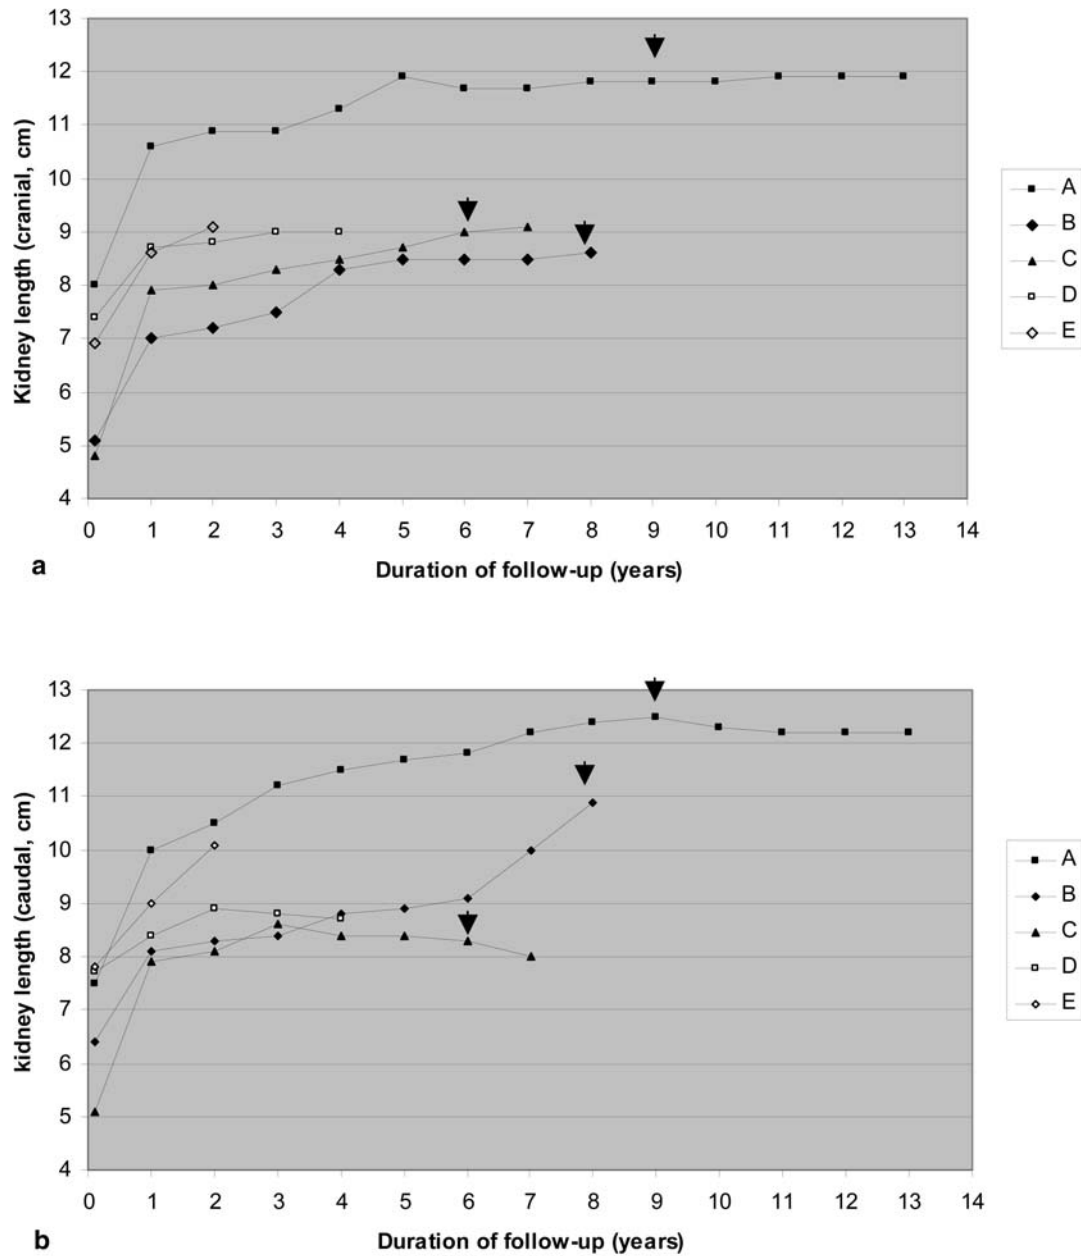 13
12
11
10
9
8
7
6
5
4
Kidney length (cranial, cm)
0 1 2 3 4 5 6 7 8 9 10 11 12 13 14
Duration of follow-up (years)
a
A
B
C
D
E
13
12
11
10
9
8
7
6
5
4
kidney length (caudal, cm)
0 1 2 3 4 5 6 7 8 9 10 11 12 13 14
Duration of follow-up (years)
b
A
B
C
D
E